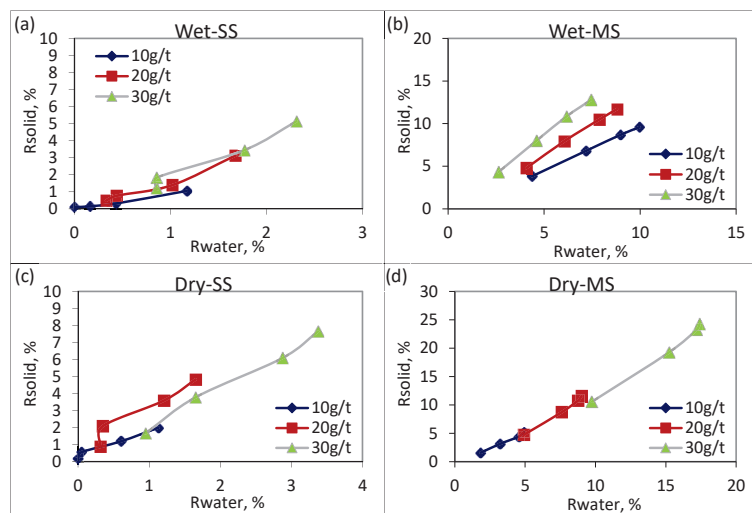 (a) Wet-SS
10
9
8
7
6
5
4
3
2
1
0
Rsolid, %
10g/t
20g/t
30g/t
0 1 2 3
Rwater, %
(b) Wet-MS
20
15
10
5
0
Rsolid, %
10g/t
20g/t
30g/t
0 5 10 15
Rwater, %
(c) Dry-SS
10
9
8
7
6
5
4
3
2
1
0
Rsolid, %
10g/t
20g/t
30g/t
0 1 2 3 4
Rwater, %
(d) Dry-MS
30
25
20
15
10
5
0
Rsolid, %
10g/t
20g/t
30g/t
0 5 10 15 20
Rwater, %